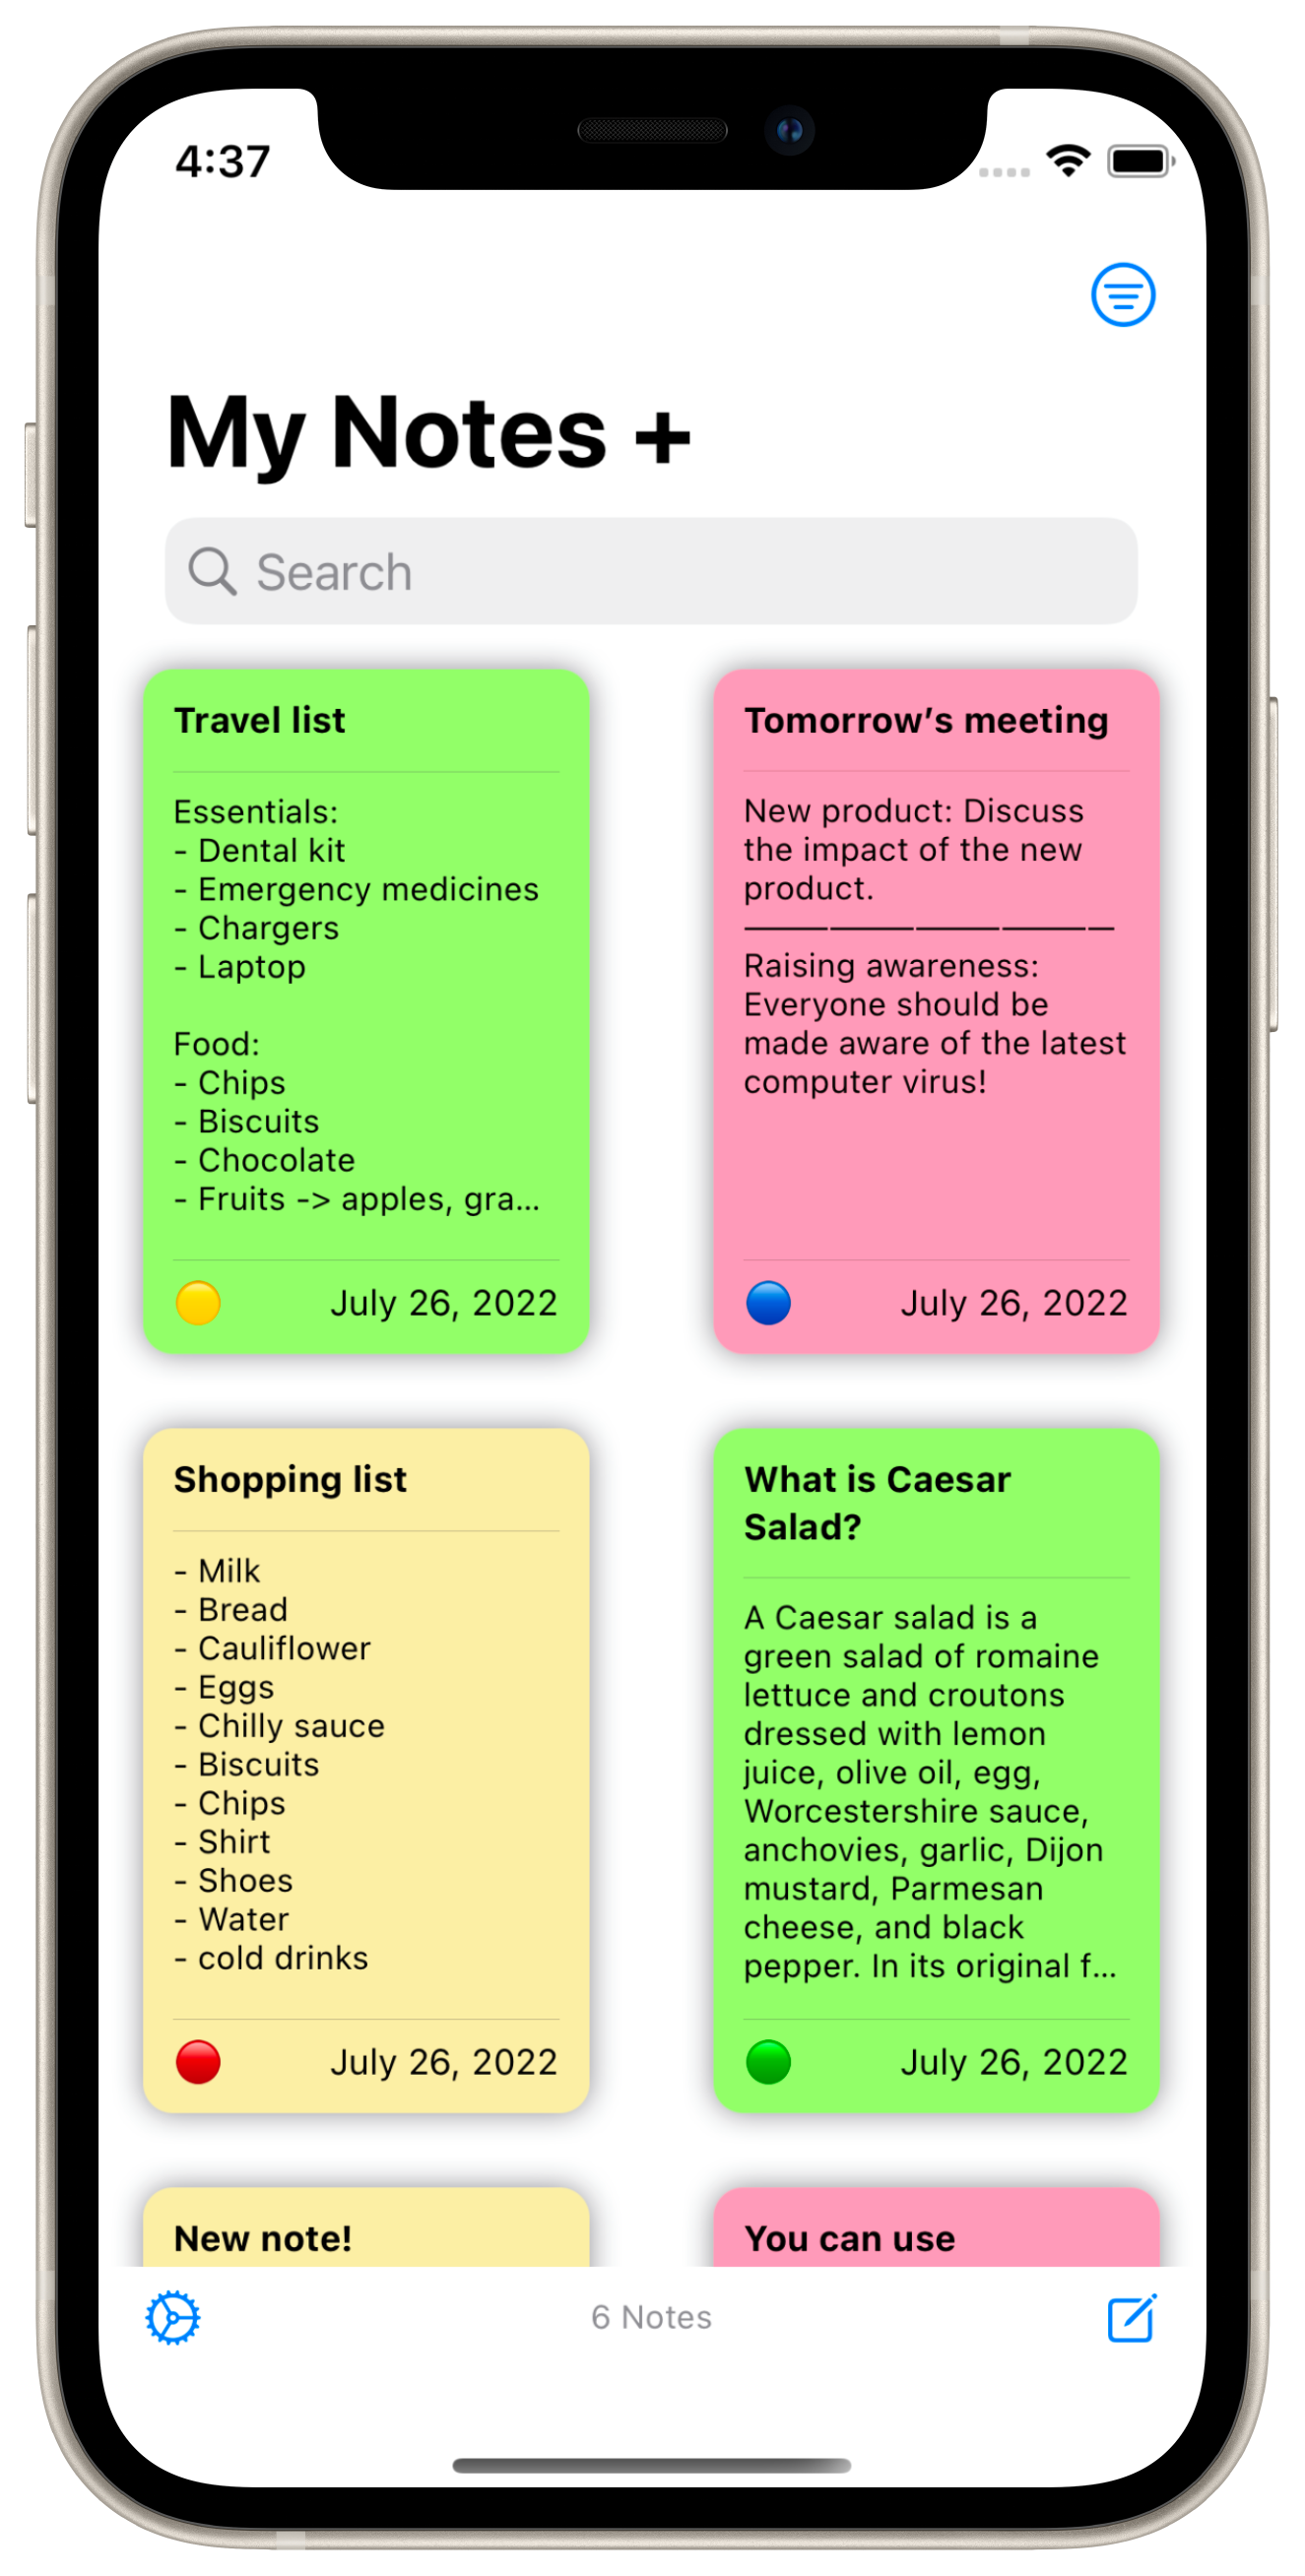 4:37
My Notes +
Search
Travel list
Essentials:
- Dental kit
- Emergency medicines
- Chargers
- Laptop
Food:
- Chips
- Biscuits
- Chocolate
- Fruits -> apples, gra...
July 26, 2022
Tomorrow’s meeting
New product: Discuss
the impact of the new
product.
—————————
Raising awareness:
Everyone should be
made aware of the latest
computer virus!
July 26, 2022
Shopping list
- Milk
- Bread
- Cauliflower
- Eggs
- Chilly sauce
- Biscuits
- Chips
- Shirt
- Shoes
- Water
- cold drinks
July 26, 2022
What is Caesar
Salad?
A Caesar salad is a
green salad of romaine
lettuce and croutons
dressed with lemon
juice, olive oil, egg,
Worcestershire sauce,
anchovies, garlic, Dijon
mustard, Parmesan
cheese, and black
pepper. In its original f...
July 26, 2022
New note!
You can use
6 Notes